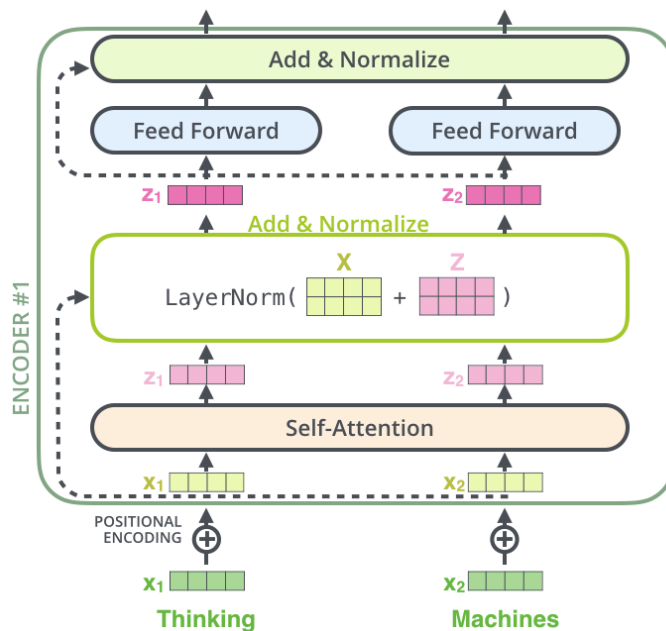 Add & Normalize
Feed Forward Feed Forward
z1 z2
Add & Normalize
X Z
LayerNorm( + )
ENCODER #1
z1 z2
Self-Attention
x1 x2
POSITIONAL
ENCODING
x1 x2
Thinking Machines